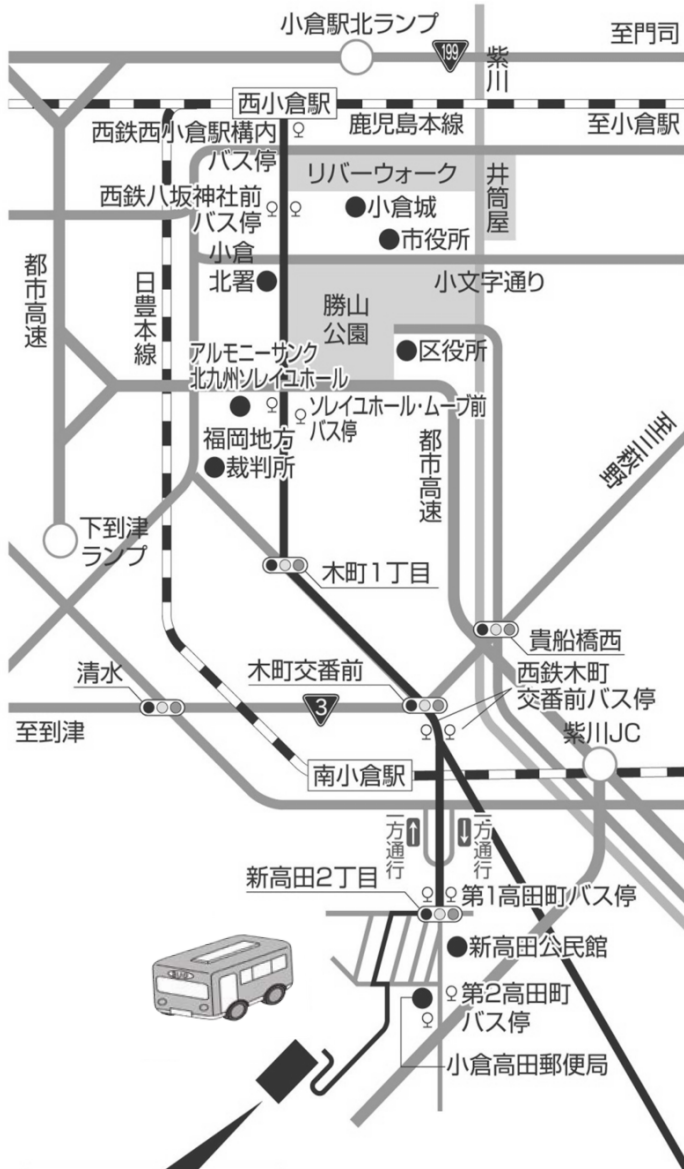 小倉駅北ランプ
199
紫川
至門司
西小倉駅
鹿児島本線
至小倉駅
西鉄西小倉駅構内
バス停
リバーウォーク
井筒屋
西鉄八坂神社前
バス停
小倉城
市役所
小倉
北署
小文字通り
都市高速
日豊本線
勝山
公園
区役所
アルモニーサンク
北九州ソレイユホール
ソレイユホール・ムーブ前
バス停
都市高速
至三萩野
福岡地方
裁判所
下到津
ランプ
木町1丁目
貴船橋西
清水
木町交番前
西鉄木町
交番前バス停
3
至到津
紫川JC
南小倉駅
一方通行
一方通行
新高田2丁目
第1高田町バス停
新高田公民館
第2高田町
バス停
小倉高田郵便局